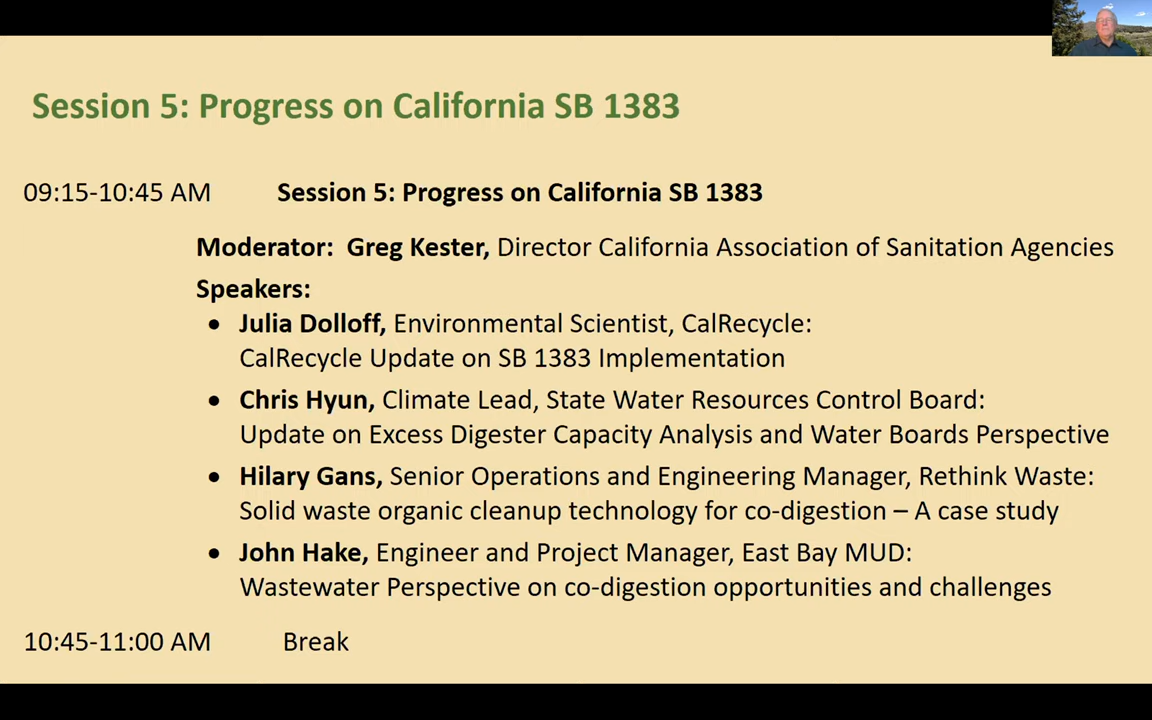 Session 5: Progress on California SB 1383
09:15-10:45 AM Session 5: Progress on California SB 1383
Moderator: Greg Kester, Director California Association of Sanitation Agencies
Speakers:
• Julia Dolloff, Environmental Scientist, CalRecycle:
CalRecycle Update on SB 1383 Implementation
• Chris Hyun, Climate Lead, State Water Resources Control Board:
Update on Excess Digester Capacity Analysis and Water Boards Perspective
• Hilary Gans, Senior Operations and Engineering Manager, Rethink Waste:
Solid waste organic cleanup technology for co-digestion – A case study
• John Hake, Engineer and Project Manager, East Bay MUD:
Wastewater Perspective on co-digestion opportunities and challenges
10:45-11:00 AM Break